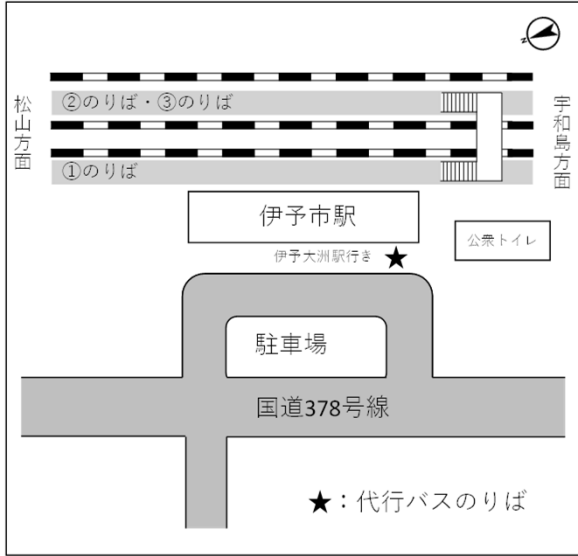 z
松山方面
②のりば・③のりば
①のりば
宇和島方面
伊予市駅
公衆トイレ
伊予大洲駅行き ★
駐車場
国道378号線
★：代行バスのりば